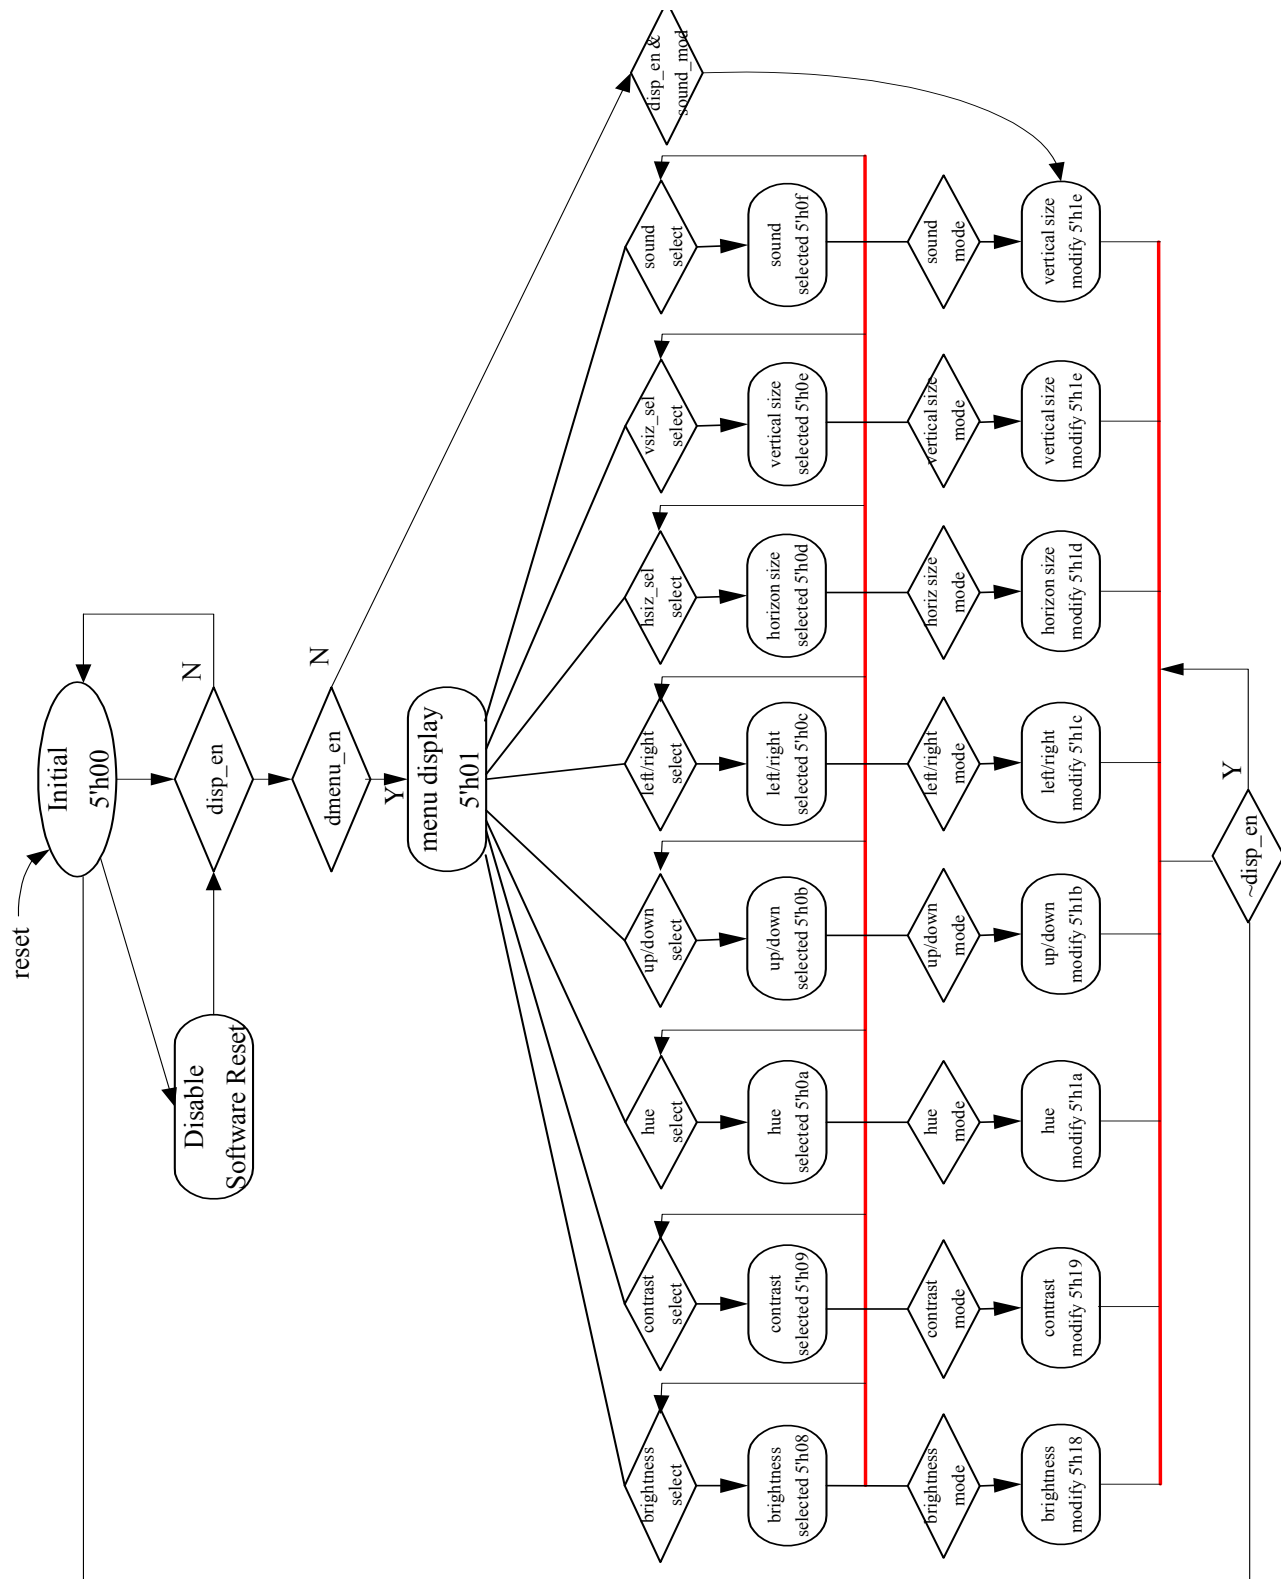 reset
Initial
5'h00
Disable
Software Reset
disp_en
N
dmenu_en
N
Y
menu display
5'h01
disp_en &
sound_mod
brightness
select
contrast
select
hue
select
up/down
select
left/right
select
hsiz_sel
select
vsiz_sel
select
sound
select
brightness
selected 5'h08
contrast
selected 5'h09
hue
selected 5'h0a
up/down
selected 5'h0b
left/right
selected 5'h0c
horizon size
selected 5'h0d
vertical size
selected 5'h0e
sound
selected 5'h0f
brightness
mode
contrast
mode
hue
mode
up/down
mode
left/right
mode
horiz size
mode
vertical size
mode
sound
mode
brightness
modify 5'h18
contrast
modify 5'h19
hue
modify 5'h1a
up/down
modify 5'h1b
left/right
modify 5'h1c
horizon size
modify 5'h1d
vertical size
modify 5'h1e
vertical size
modify 5'h1e
~disp_en
Y